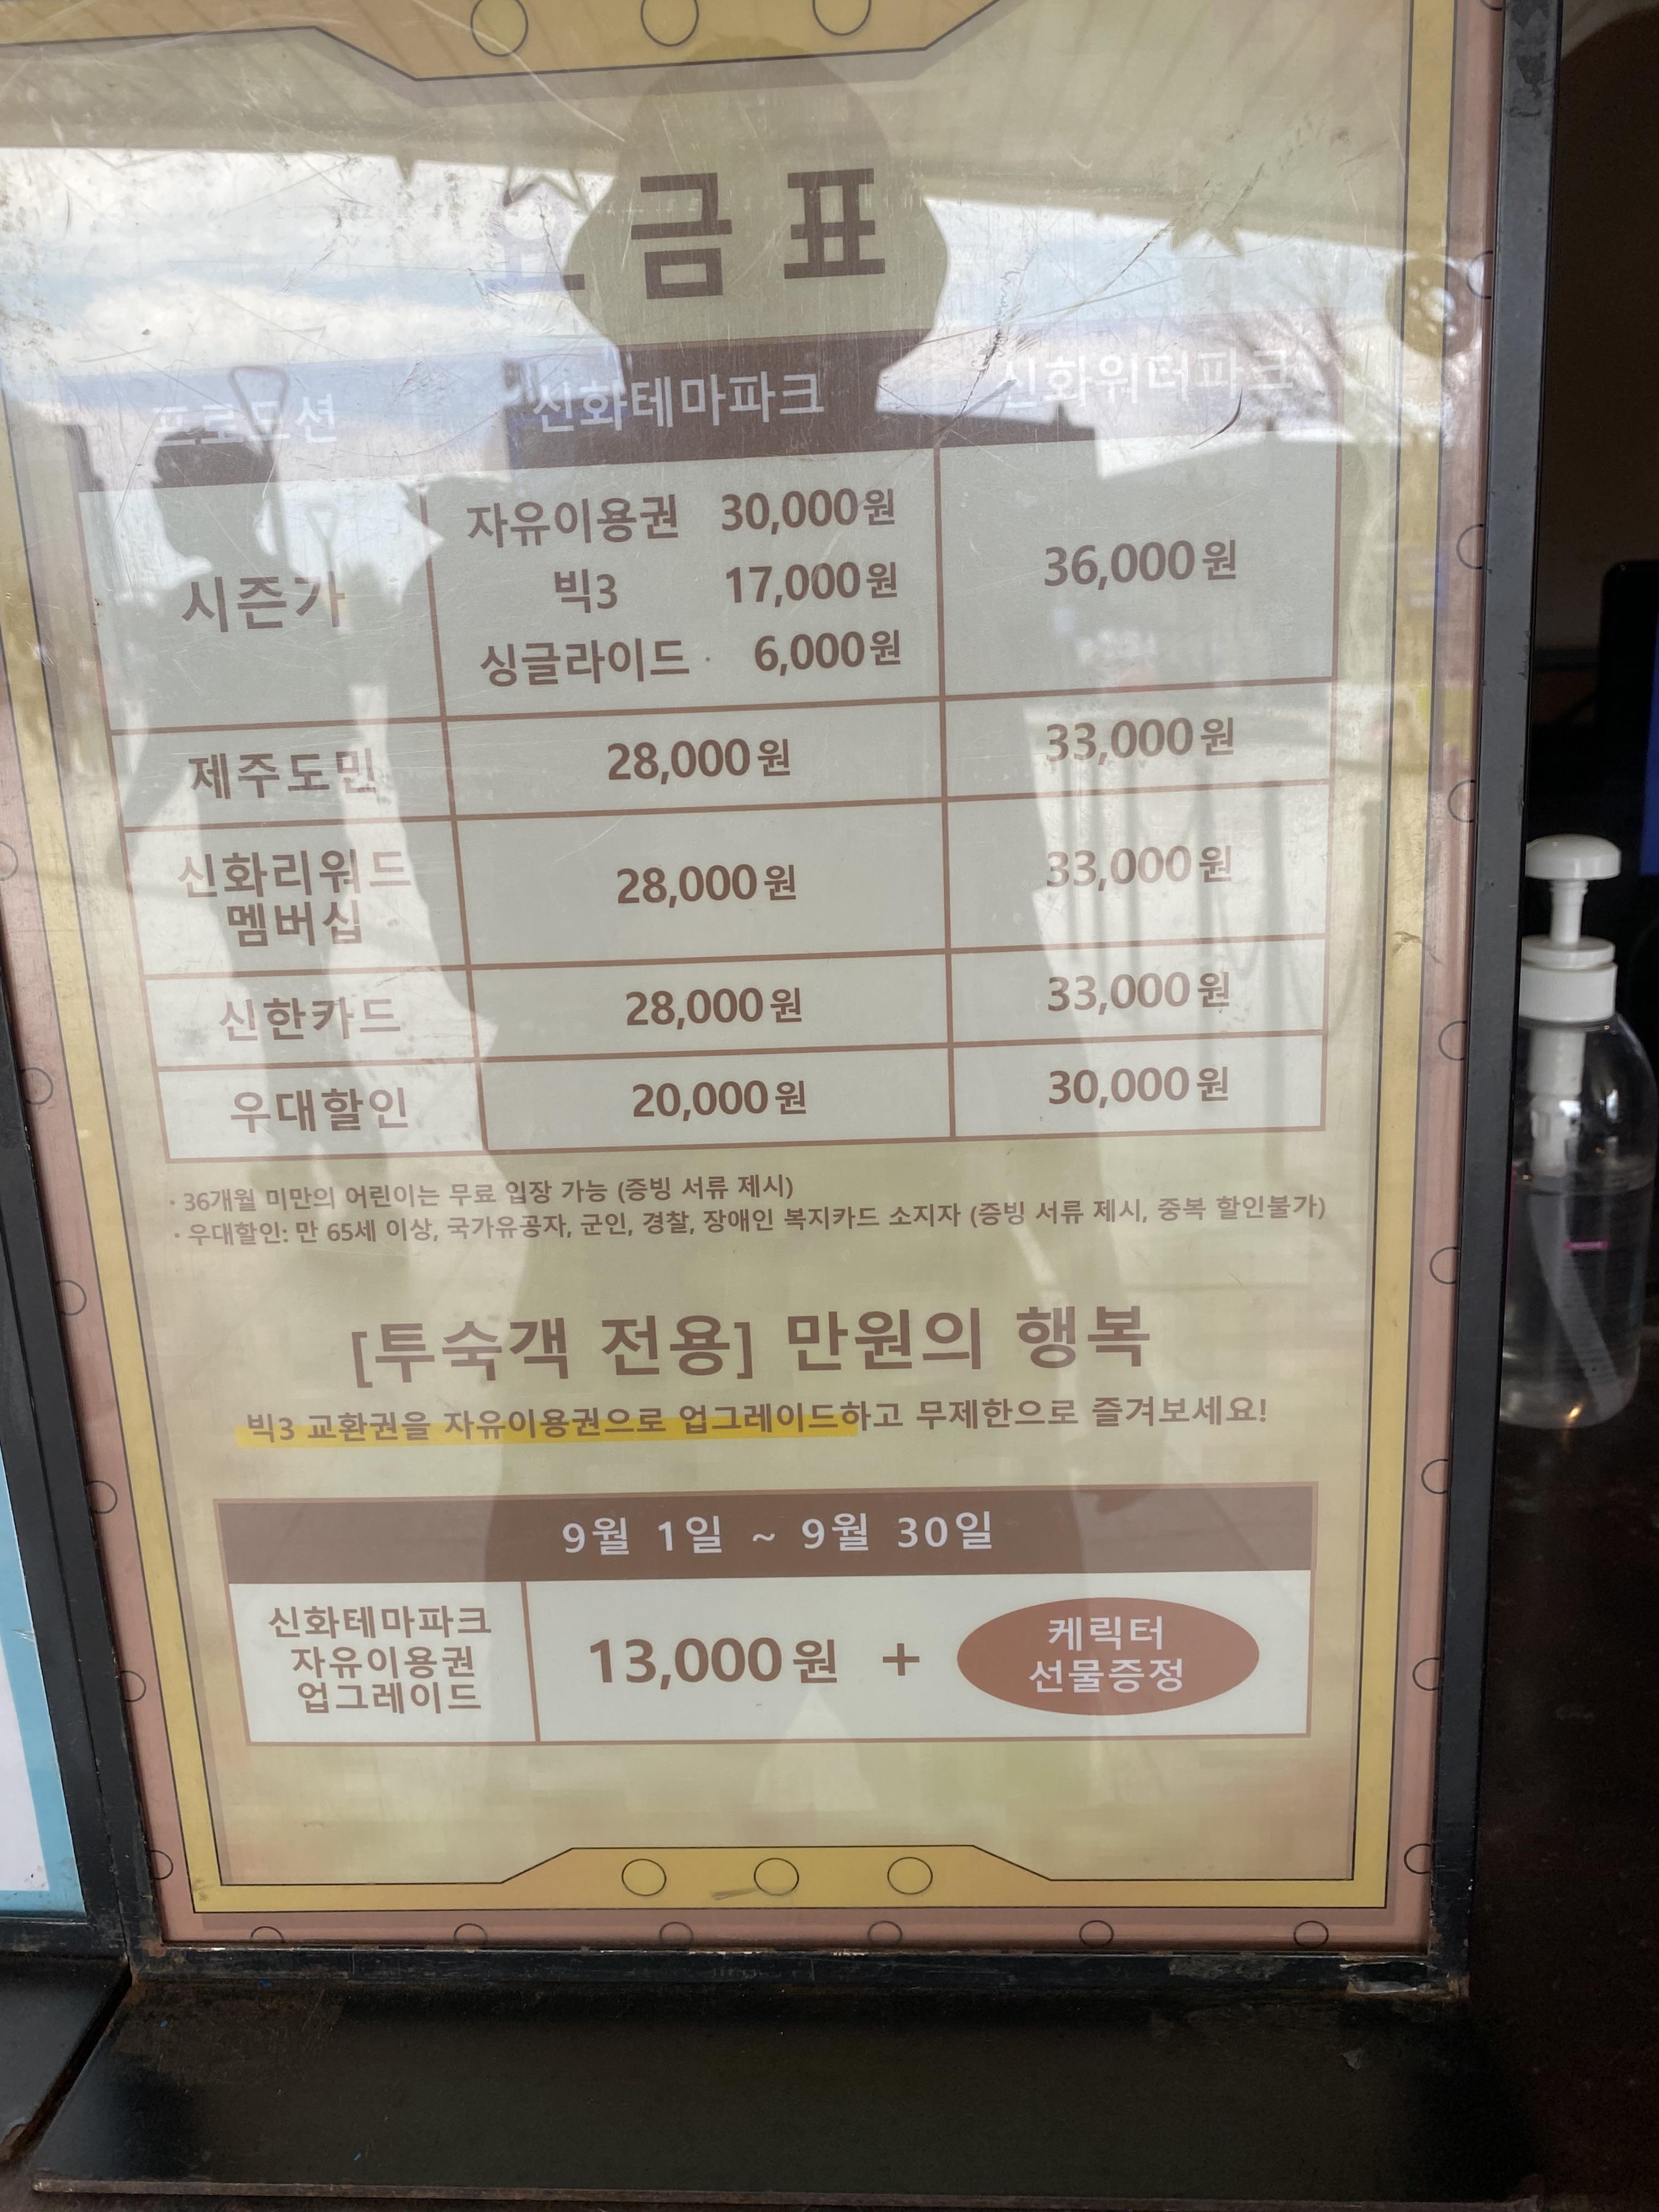 요금표
프로모션 신화테마파크 신화워터파크
시즌가 자유이용권 30,000원 36,000원
빅3 17,000원
싱글라이드 6,000원
제주도민 28,000원 33,000원
신화리워드
멤버십 28,000원 33,000원
신한카드 28,000원 33,000원
우대할인 20,000원 30,000원
· 36개월 미만의 어린이는 무료 입장 가능 (증빙 서류 제시)
· 우대할인: 만 65세 이상, 국가유공자, 군인, 경찰, 장애인 복지카드 소지자 (증빙 서류 제시, 중복 할인불가)
[투숙객 전용] 만원의 행복
빅3 교환권을 자유이용권으로 업그레이드하고 무제한으로 즐겨보세요!
9월 1일 ~ 9월 30일
신화테마파크
자유이용권
업그레이드
13,000원 +
케릭터
선물증정